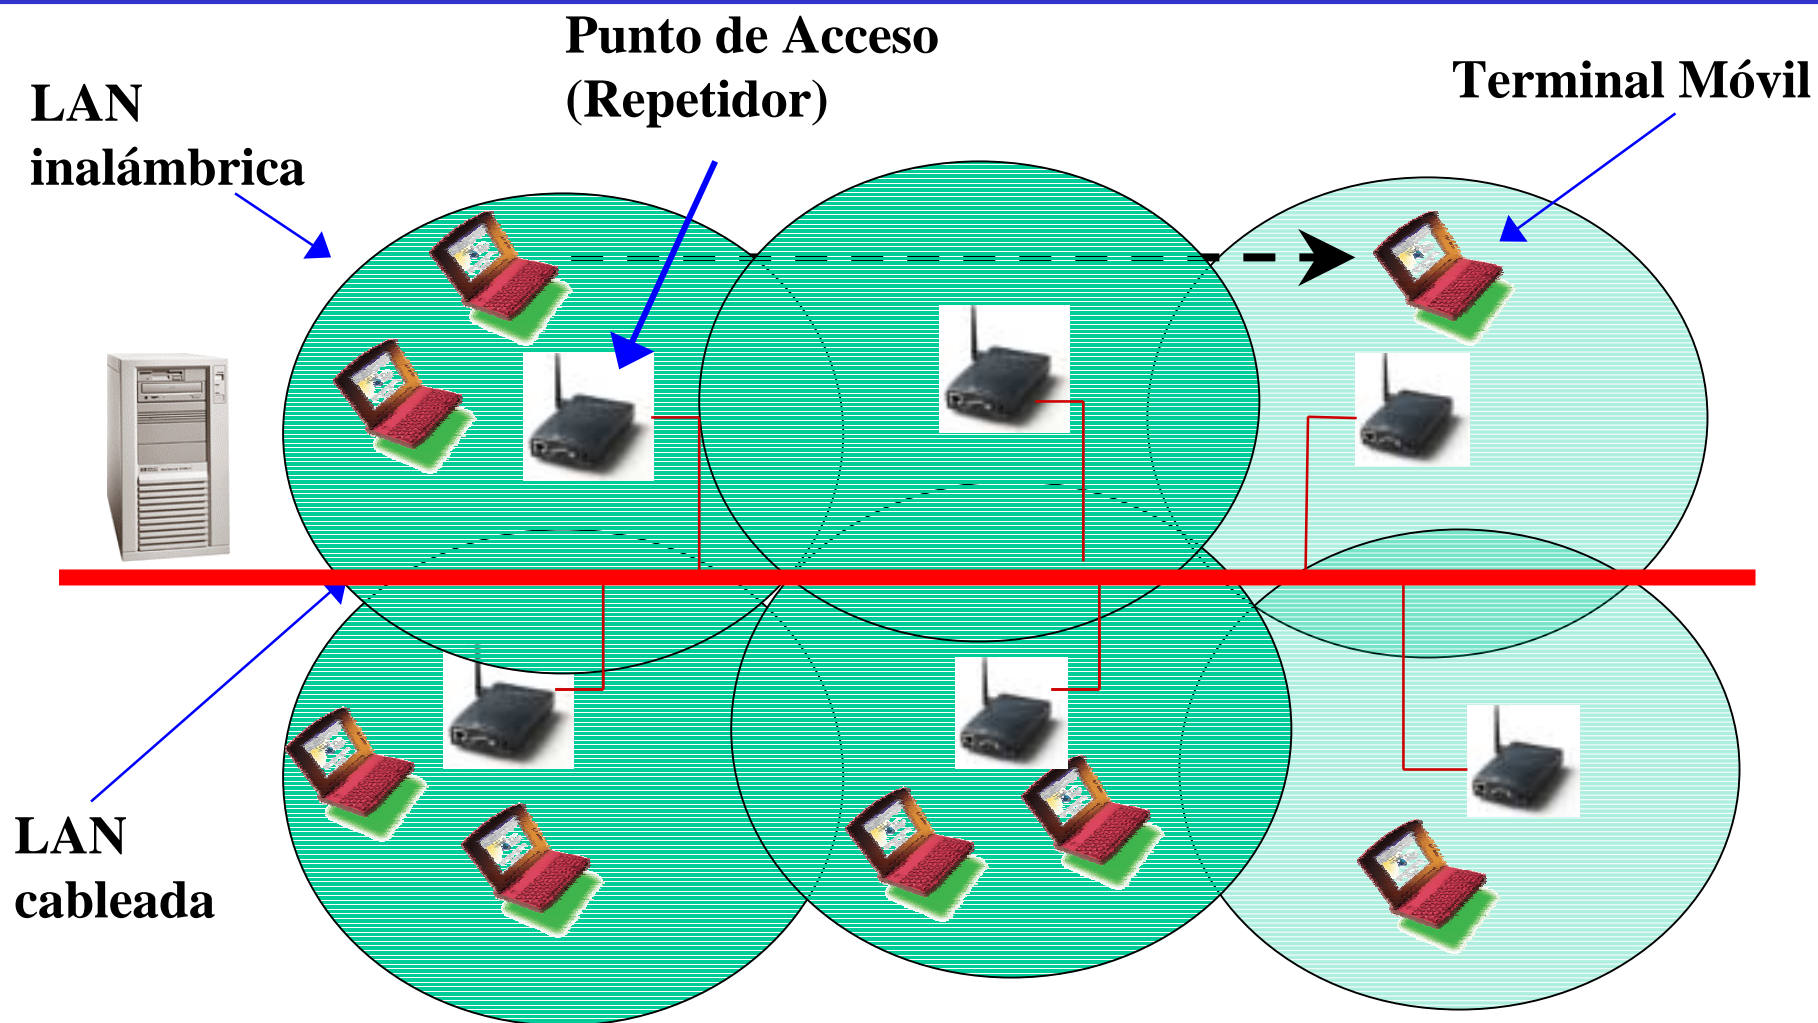 Punto de Acceso
(Repetidor)
Terminal Móvil
LAN
inalámbrica
LAN
cableada